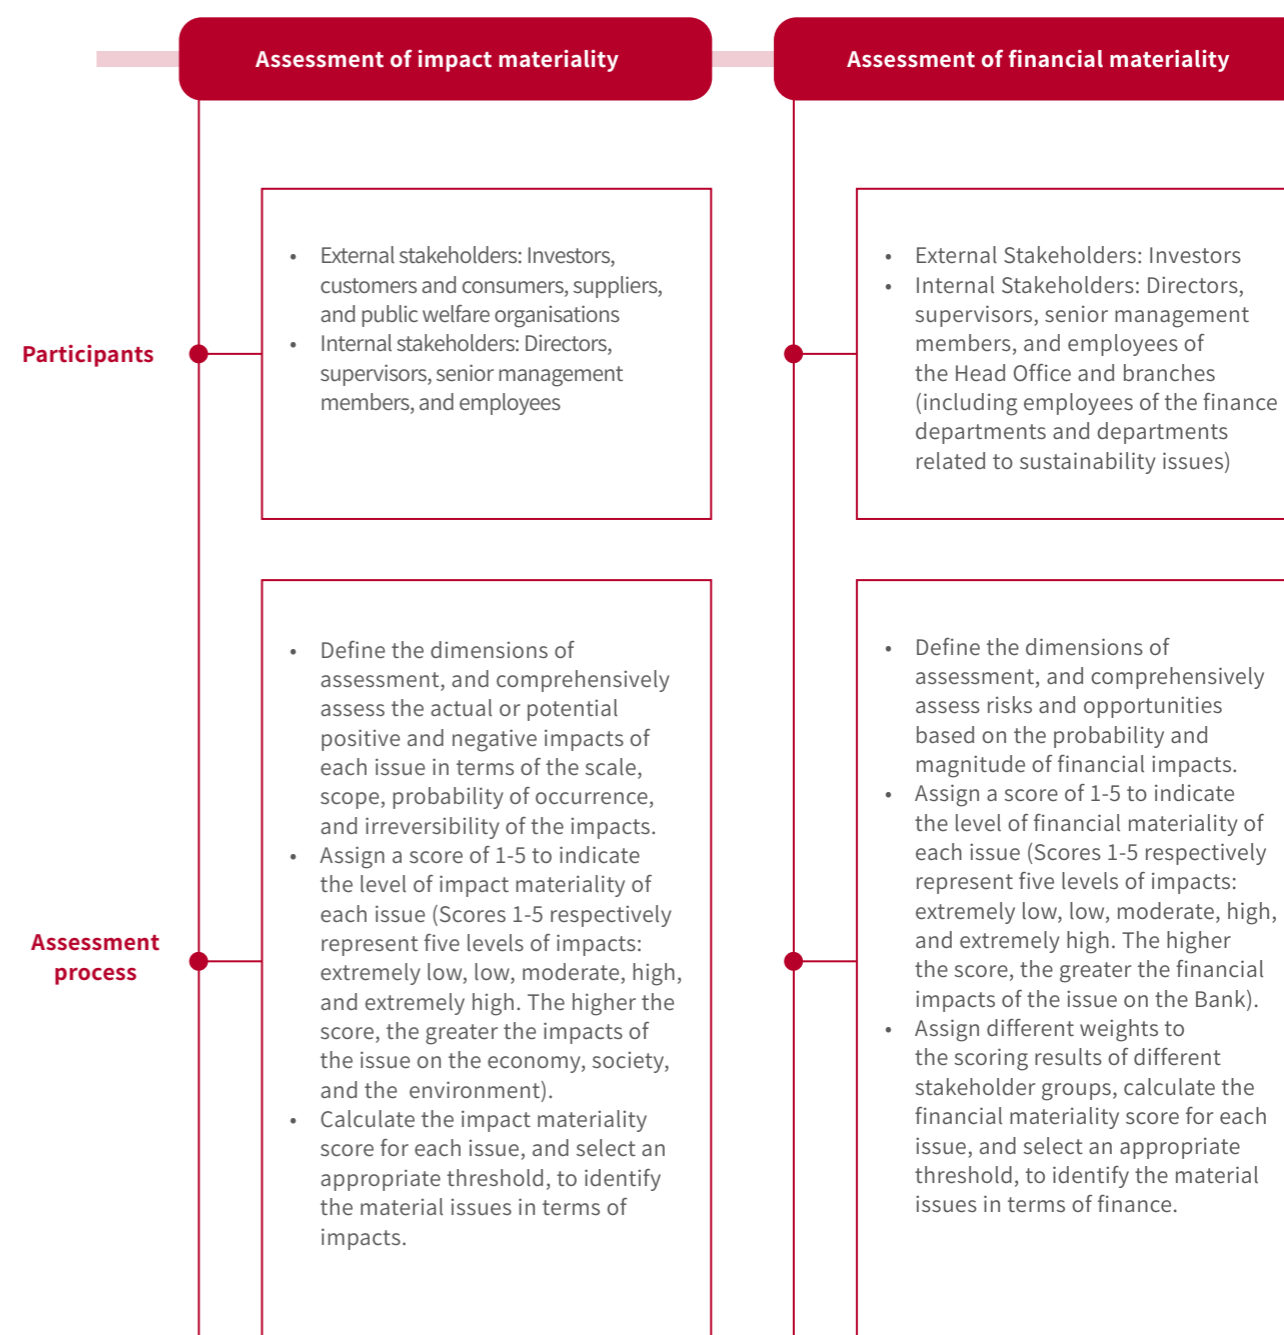 Assessment of impact materiality
Assessment of financial materiality
Participants
• External stakeholders: Investors,
customers and consumers, suppliers,
and public welfare organisations
• Internal stakeholders: Directors,
supervisors, senior management
members, and employees
• External Stakeholders: Investors
• Internal Stakeholders: Directors,
supervisors, senior management
members, and employees of
the Head Office and branches
(including employees of the finance
departments and departments
related to sustainability issues)
Assessment
process
• Define the dimensions of
assessment, and comprehensively
assess the actual or potential
positive and negative impacts of
each issue in terms of the scale,
scope, probability of occurrence,
and irreversibility of the impacts.
• Assign a score of 1-5 to indicate
the level of impact materiality of
each issue (Scores 1-5 respectively
represent five levels of impacts:
extremely low, low, moderate, high,
and extremely high. The higher the
score, the greater the impacts of
the issue on the economy, society,
and the environment).
• Calculate the impact materiality
score for each issue, and select an
appropriate threshold, to identify
the material issues in terms of
impacts.
• Define the dimensions of
assessment, and comprehensively
assess risks and opportunities
based on the probability and
magnitude of financial impacts.
• Assign a score of 1-5 to indicate
the level of financial materiality of
each issue (Scores 1-5 respectively
represent five levels of impacts:
extremely low, low, moderate, high,
and extremely high. The higher
the score, the greater the financial
impacts of the issue on the Bank).
• Assign different weights to
the scoring results of different
stakeholder groups, calculate the
financial materiality score for each
issue, and select an appropriate
threshold, to identify the material
issues in terms of finance.